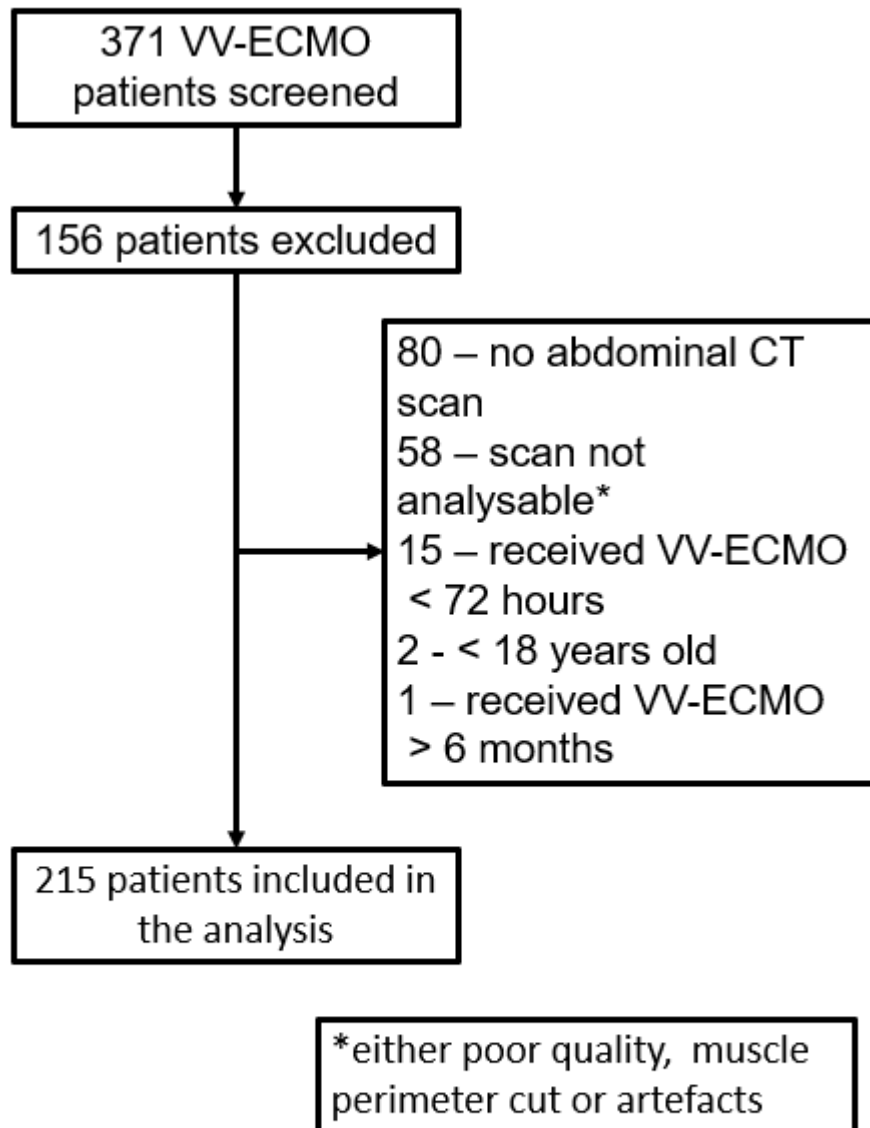 371 VV-ECMO
patients screened
156 patients excluded
80 – no abdominal CT
scan
58 – scan not
analysable*
15 – received VV-ECMO
< 72 hours
2 - < 18 years old
1 – received VV-ECMO
> 6 months
215 patients included in
the analysis
*either poor quality, muscle
perimeter cut or artefacts